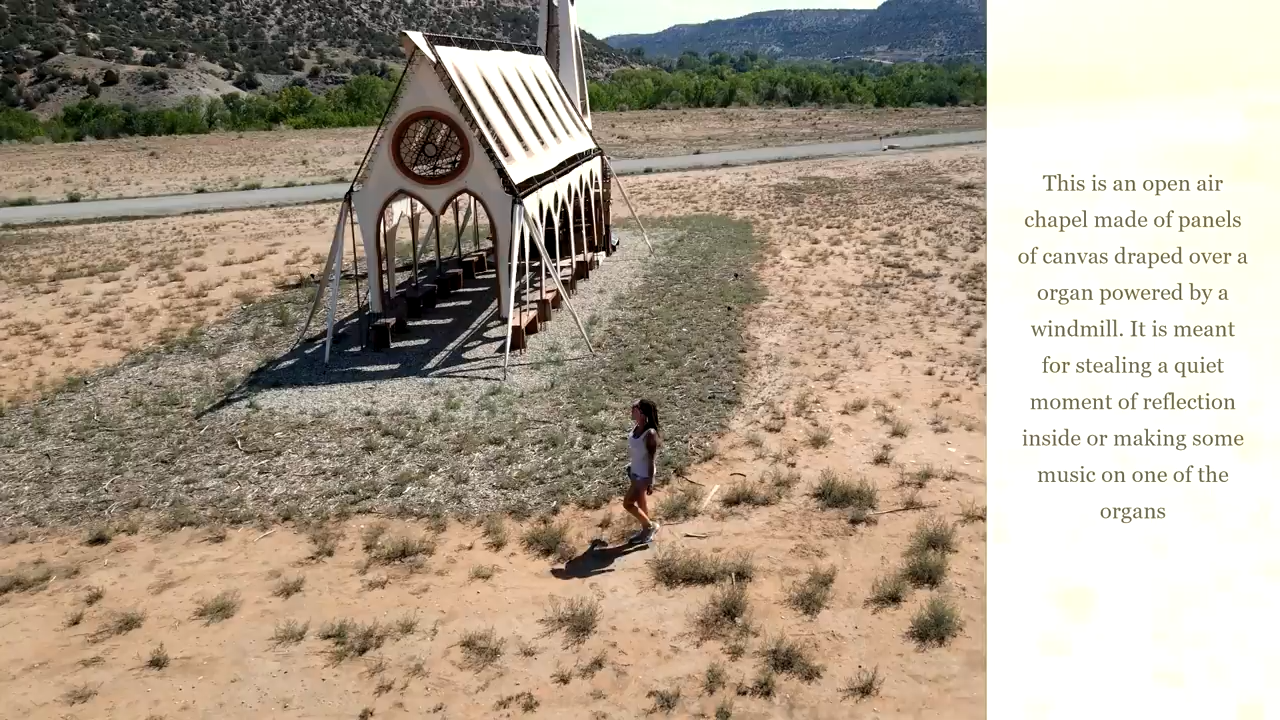 This is an open air
chapel made of panels
of canvas draped over a
organ powered by a
windmill. It is meant
for stealing a quiet
moment of reflection
inside or making some
music on one of the
organs